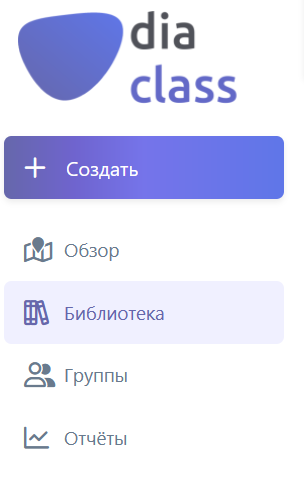 dia
class
Создать
Обзор
Библиотека
Группы
Отчёты